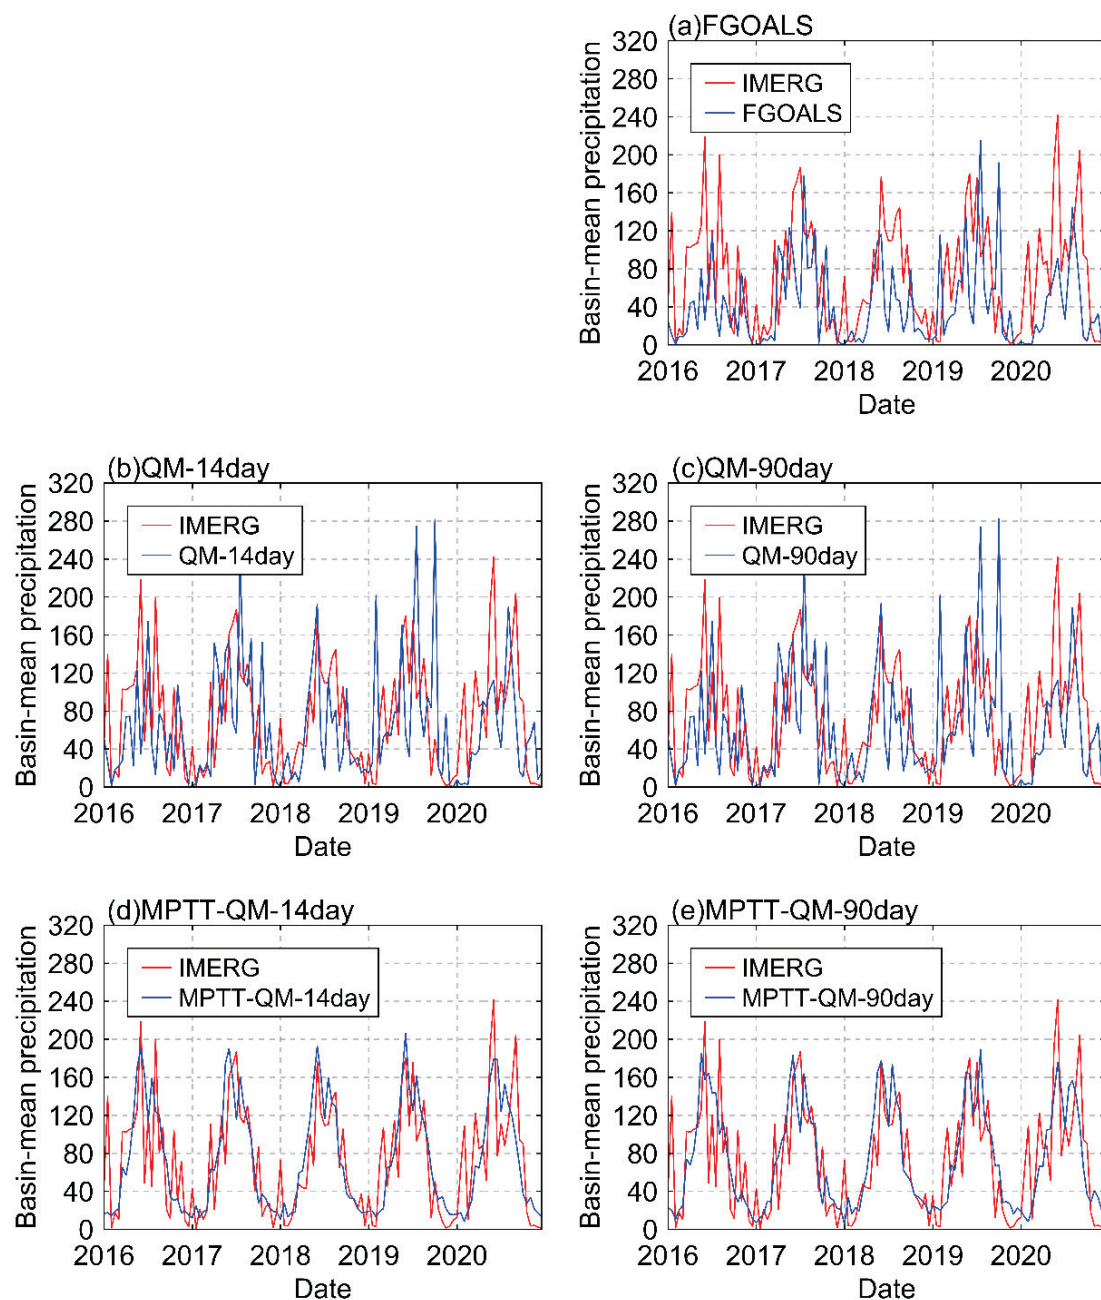 (a)FGOALS
Basin-mean precipitation
320
280
240
200
160
120
80
40
0
IMERG
FGOALS
2016 2017 2018 2019 2020
Date
(b)QM-14day
Basin-mean precipitation
320
280
240
200
160
120
80
40
0
IMERG
QM-14day
2016 2017 2018 2019 2020
Date
(c)QM-90day
Basin-mean precipitation
320
280
240
200
160
120
80
40
0
IMERG
QM-90day
2016 2017 2018 2019 2020
Date
(d)MPTT-QM-14day
Basin-mean precipitation
320
280
240
200
160
120
80
40
0
IMERG
MPTT-QM-14day
2016 2017 2018 2019 2020
Date
(e)MPTT-QM-90day
Basin-mean precipitation
320
280
240
200
160
120
80
40
0
IMERG
MPTT-QM-90day
2016 2017 2018 2019 2020
Date